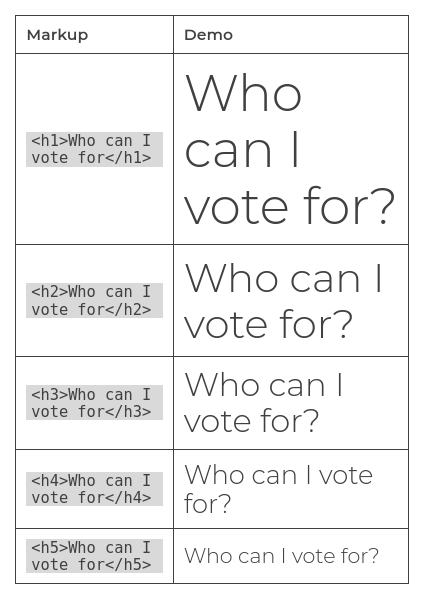 Markup
Demo
<h1>Who can I
vote for</h1>
Who
can I
vote for?
<h2>Who can I
vote for</h2>
Who can I
vote for?
<h3>Who can I
vote for</h3>
Who can I
vote for?
<h4>Who can I
vote for</h4>
Who can I vote
for?
<h5>Who can I
vote for</h5>
Who can I vote for?